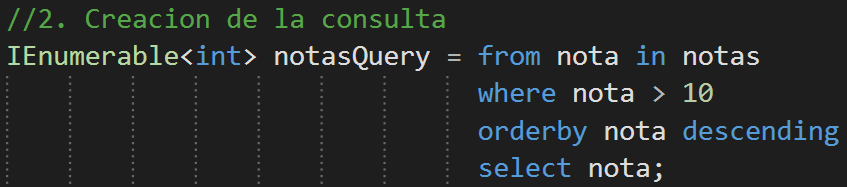 //2. Creacion de la consulta
IEnumerable<int> notasQuery = from nota in notas
where nota > 10
orderby nota descending
select nota;